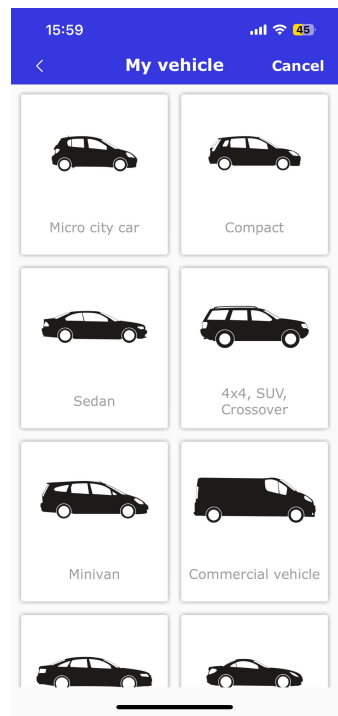 15:59
45
My vehicle
Cancel
Micro city car
Compact
Sedan
4x4, SUV,
Crossover
Minivan
Commercial vehicle